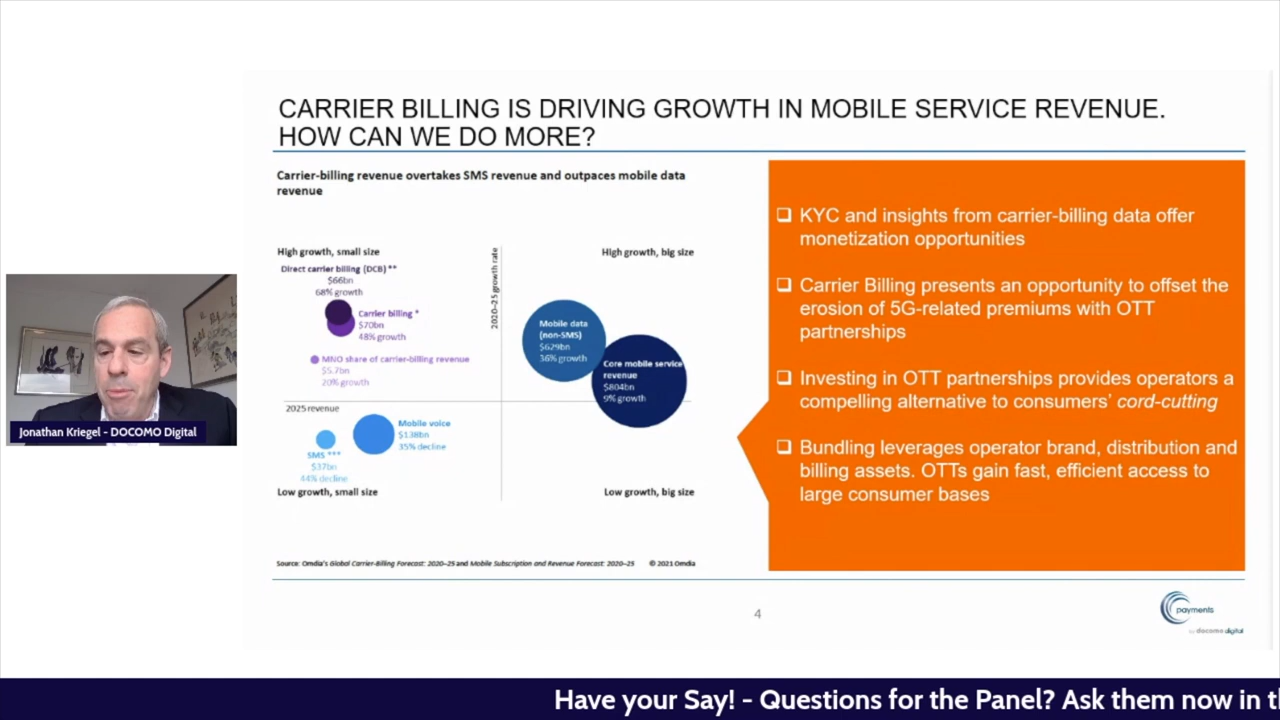 CARRIER BILLING IS DRIVING GROWTH IN MOBILE SERVICE REVENUE.
HOW CAN WE DO MORE?
Carrier-billing revenue overtakes SMS revenue and outpaces mobile data
revenue
High growth, small size
High growth, big size
Direct carrier billing (DCB) **
$66bn
68% growth
Carrier billing *
$70bn
48% growth
MNO share of carrier-billing revenue
$5.7bn
20% growth
2020-25 growth rate
Mobile data
(non-SMS)
$629bn
36% growth
Core mobile service
revenue
$804bn
9% growth
2025 revenue
Mobile voice
$138bn
35% decline
SMS ***
$37bn
44% decline
Low growth, small size
Low growth, big size
Source: Omdia's Global Carrier-Billing Forecast: 2020–25 and Mobile Subscription and Revenue Forecast: 2020–25 © 2021 Omdia
KYC and insights from carrier-billing data offer
monetization opportunities
Carrier Billing presents an opportunity to offset the
erosion of 5G-related premiums with OTT
partnerships
Investing in OTT partnerships provides operators a
compelling alternative to consumers' cord-cutting
Bundling leverages operator brand, distribution and
billing assets. OTTs gain fast, efficient access to
large consumer bases
Jonathan Kriegel - DOCOMO Digital
4
payments
by docomo digital
Have your Say! - Questions for the Panel? Ask them now in t